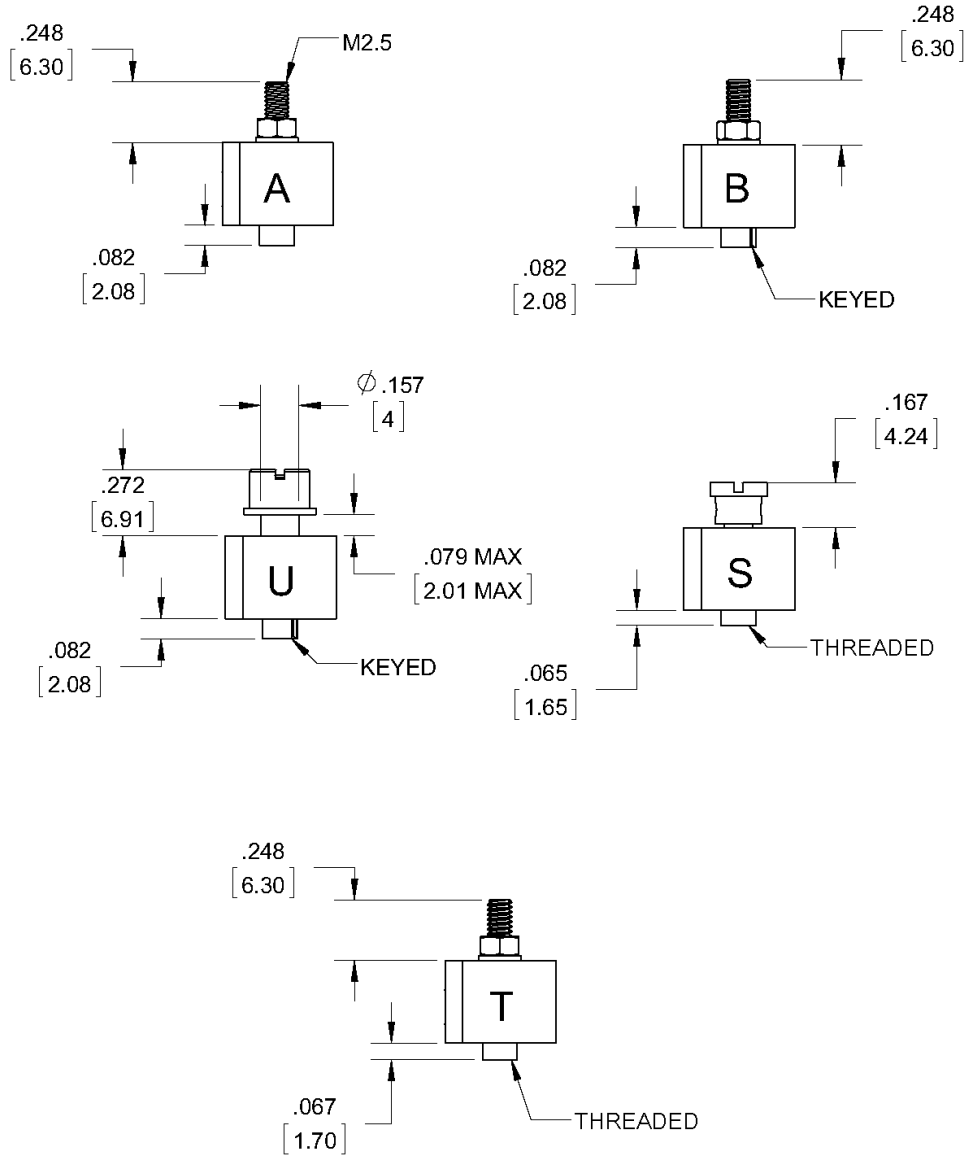 .248
[6.30]
M2.5
A
.082
[2.08]
.248
[6.30]
B
.082
[2.08]
KEYED
⌀ .157
[4]
.272
[6.91]
.079 MAX
[2.01 MAX]
U
.082
[2.08]
KEYED
.167
[4.24]
S
.065
[1.65]
THREADED
.248
[6.30]
T
.067
[1.70]
THREADED